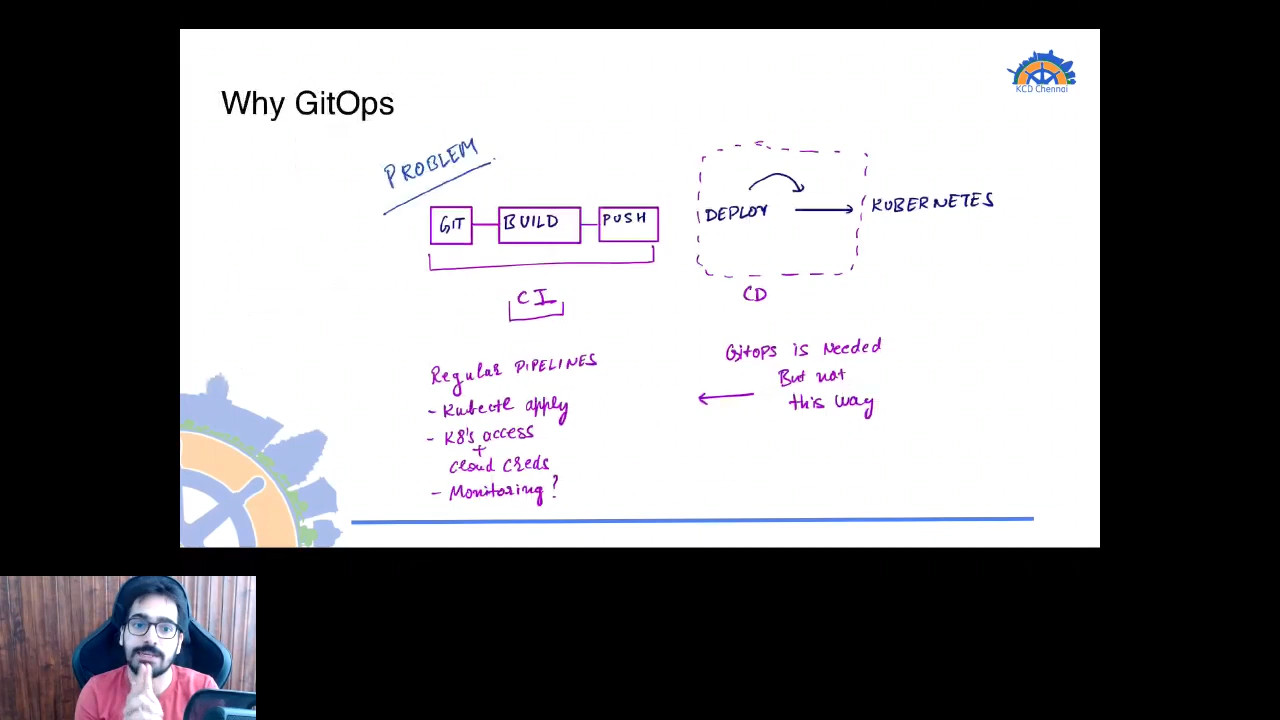 Why GitOps
KCD Chennai
PROBLEM
GIT
BUILD
PUSH
DEPLOY
KUBERNETES
CI
CD
Regular PIPELINES
- Kubectl apply
- K8's access
+
cloud creds
- Monitoring?
Gitops is Needed
But not
this way